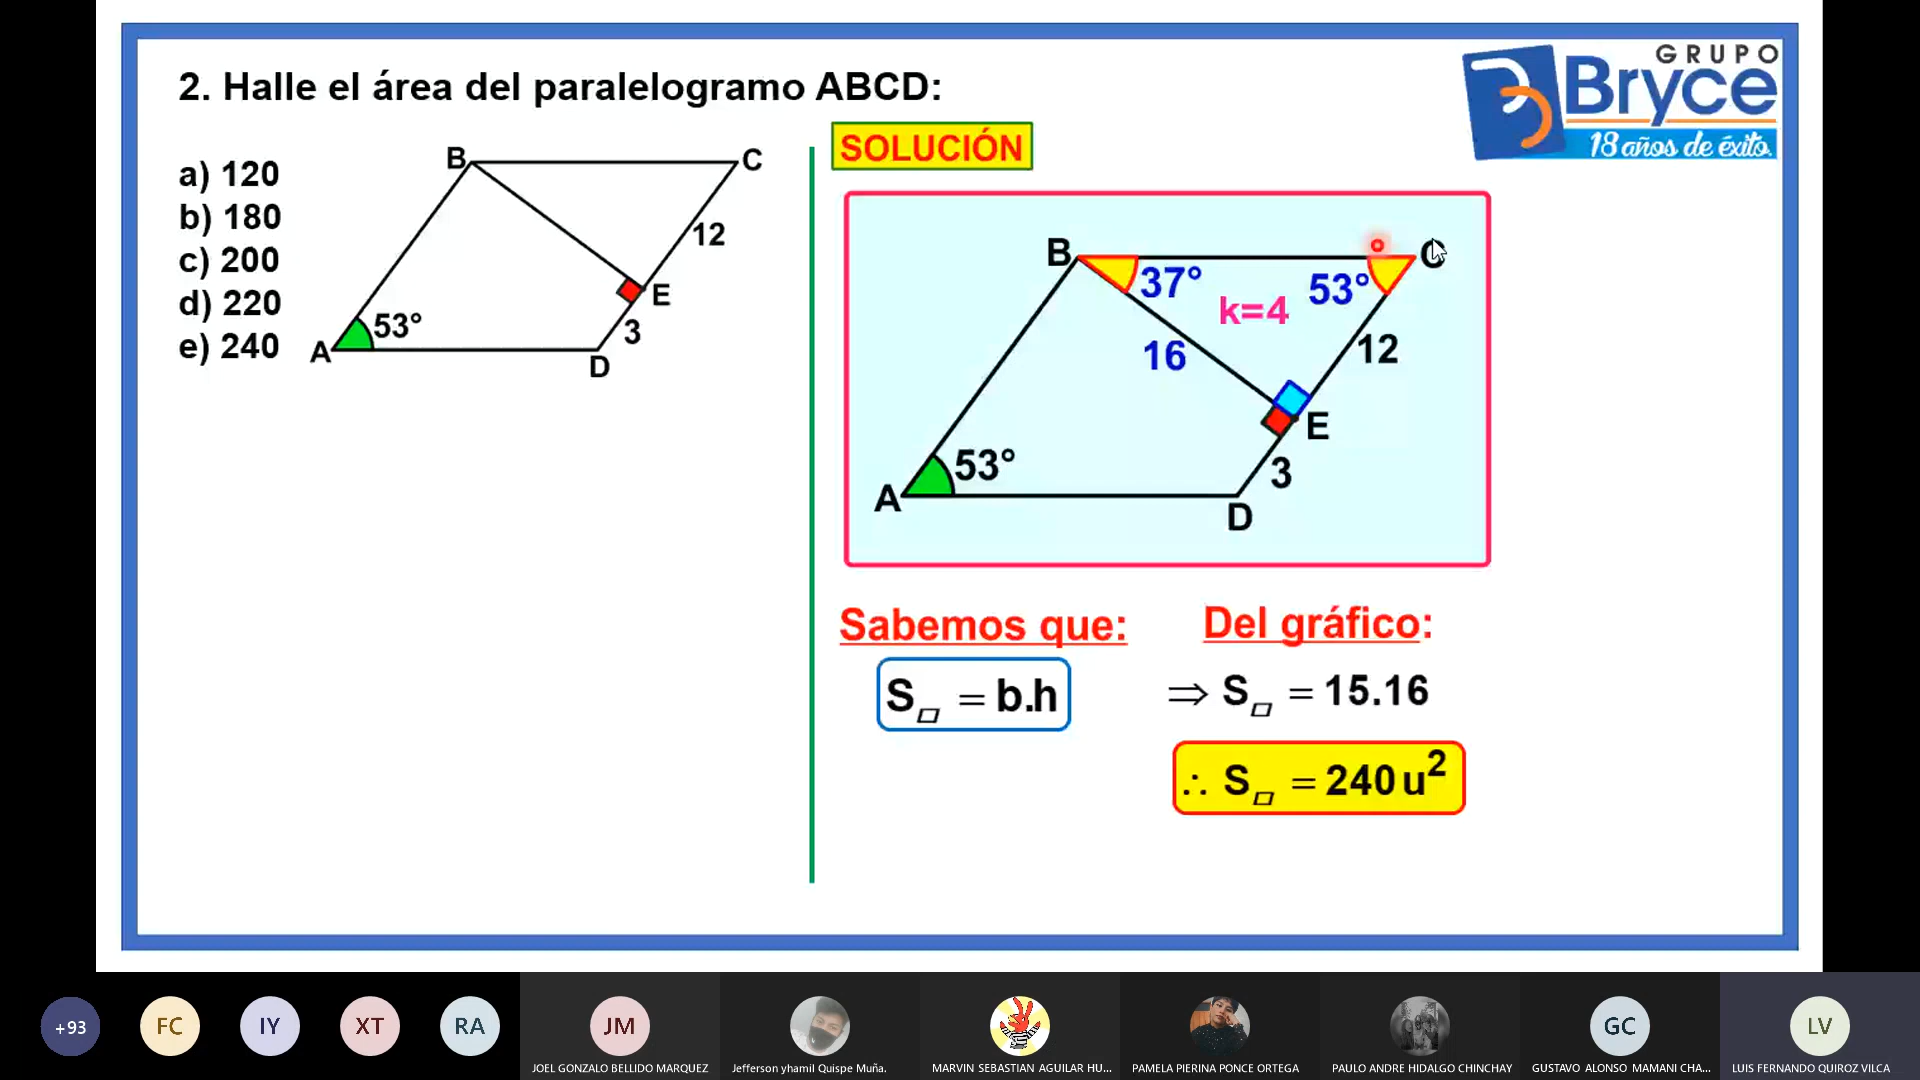 2. Halle el área del paralelogramo ABCD:
GRUPO
Bryce
18 años de éxito.
a) 120
b) 180
c) 200
d) 220
e) 240
B
C
12
E
53°
3
A
D
SOLUCIÓN
B
C
37°
53°
k=4
16
12
E
53°
3
A
D
Sabemos que:
S▱ = b.h
Del gráfico:
⇒ S▱ = 15.16
∴ S▱ = 240 u²
+93
FC
IY
XT
RA
JM
GC
LV
JOEL GONZALO BELLIDO MARQUEZ
Jefferson yhamil Quispe Muña.
MARVIN SEBASTIAN AGUILAR HU...
PAMELA PIERINA PONCE ORTEGA
PAULO ANDRE HIDALGO CHINCHAY
GUSTAVO ALONSO MAMANI CHA...
LUIS FERNANDO QUIROZ VILCA